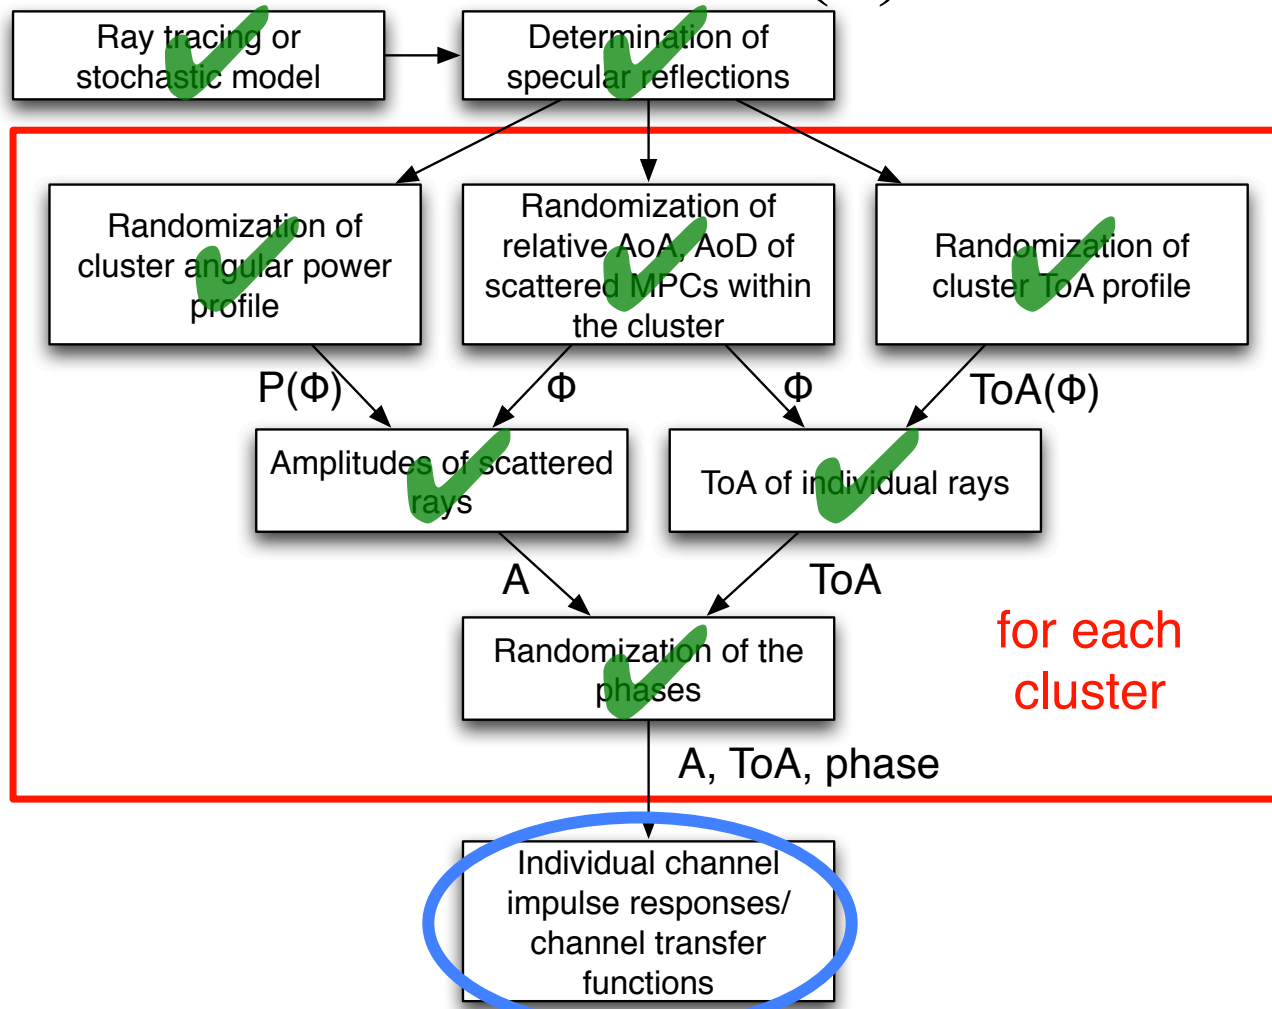 Ray tracing or
stochastic model
Determination of
specular reflections
Randomization of
cluster angular power
profile
Randomization of
relative AoA, AoD of
scattered MPCs within
the cluster
Randomization of
cluster ToA profile
P(Φ)
Φ
Φ
ToA(Φ)
Amplitudes of scattered
rays
ToA of individual rays
A
ToA
Randomization of the
phases
for each
cluster
A, ToA, phase
Individual channel
impulse responses/
channel transfer
functions